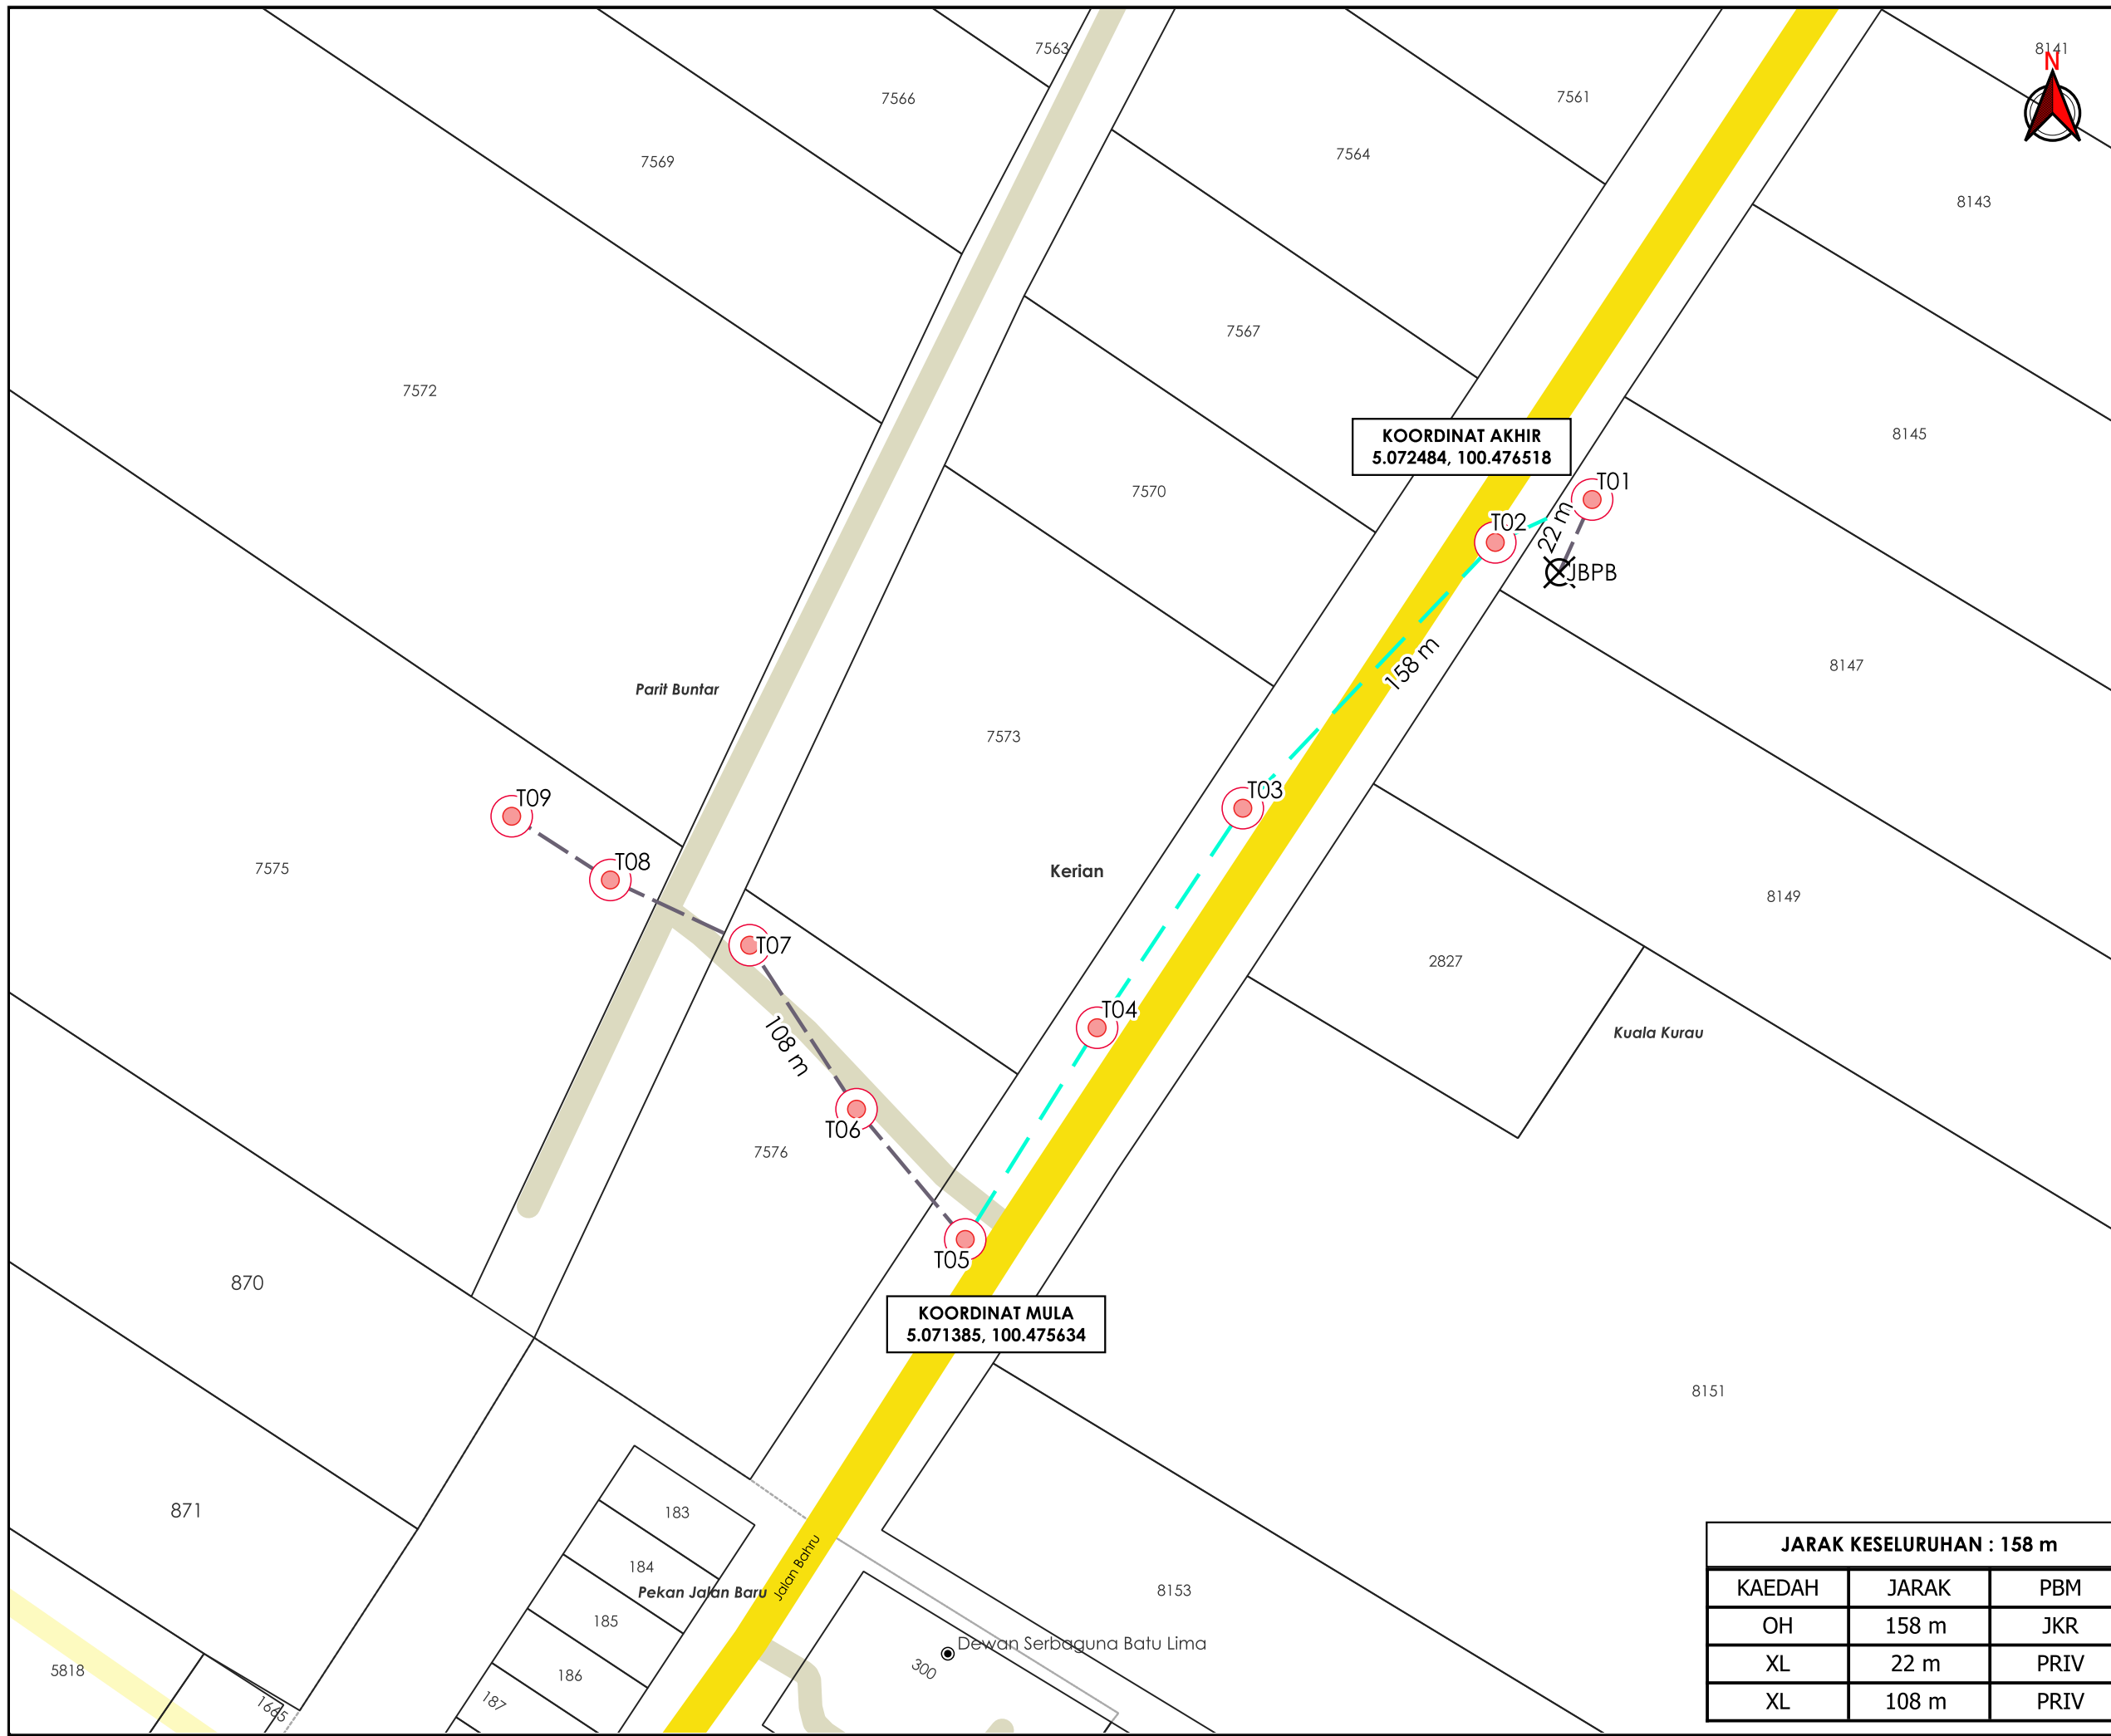 7563
8141
N
7566
7561
7564
7569
8143
7567
7572
KOORDINAT AKHIR
5.072484, 100.476518
8145
T01
7570
T02
22 m
JBPB
158 m
8147
Parit Buntar
7573
T03
T09
T08
7575
Kerian
8149
T07
2827
T04
108 m
Kuala Kurau
T06
7576
T05
870
KOORDINAT MULA
5.071385, 100.475634
8151
871
183
184
Jalan Bahru
Pekan Jalan Baru
8153
185
Dewan Serbaguna Batu Lima
300
5818
186
187
1665
JARAK KESELURUHAN : 158 m
KAEDAH JARAK PBM
OH 158 m JKR
XL 22 m PRIV
XL 108 m PRIV